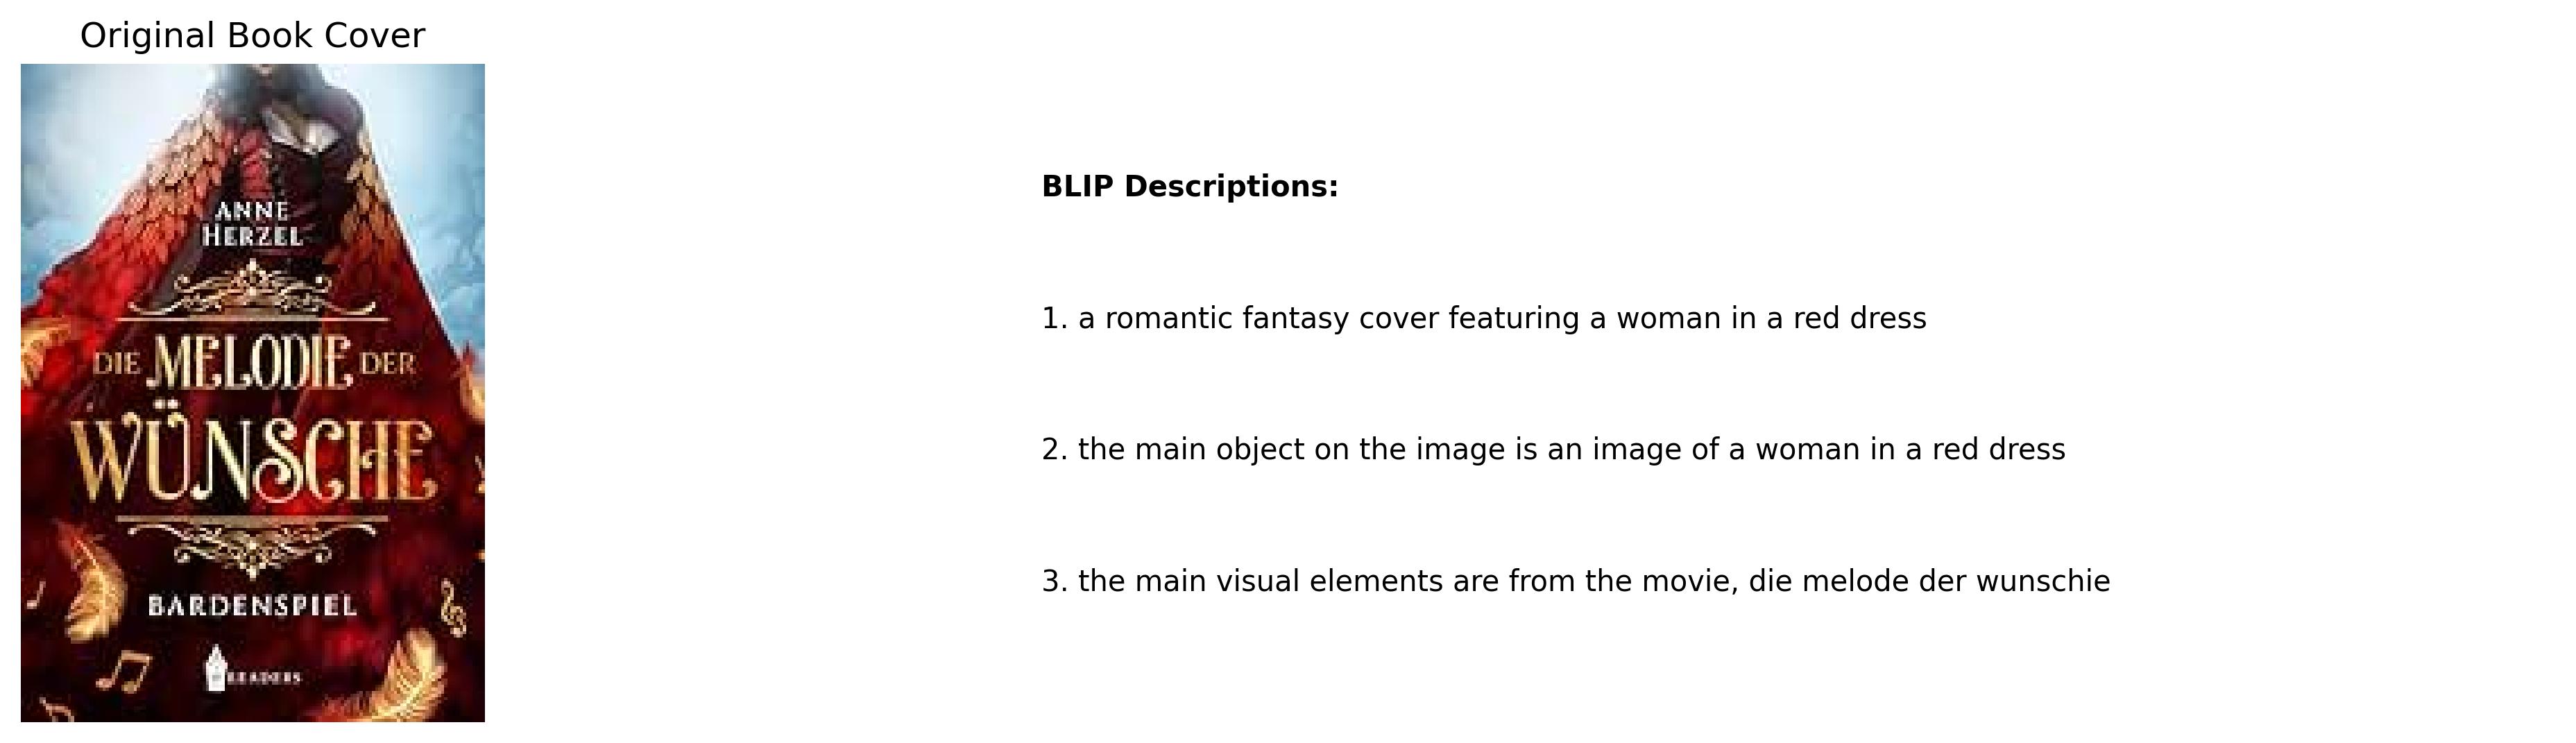 Original Book Cover
ANNE
HERZEL
DIE MELODIE DER
WÜNSCHE
BARDENSPIEL
READERS
BLIP Descriptions:
1. a romantic fantasy cover featuring a woman in a red dress
2. the main object on the image is an image of a woman in a red dress
3. the main visual elements are from the movie, die melode der wunschie